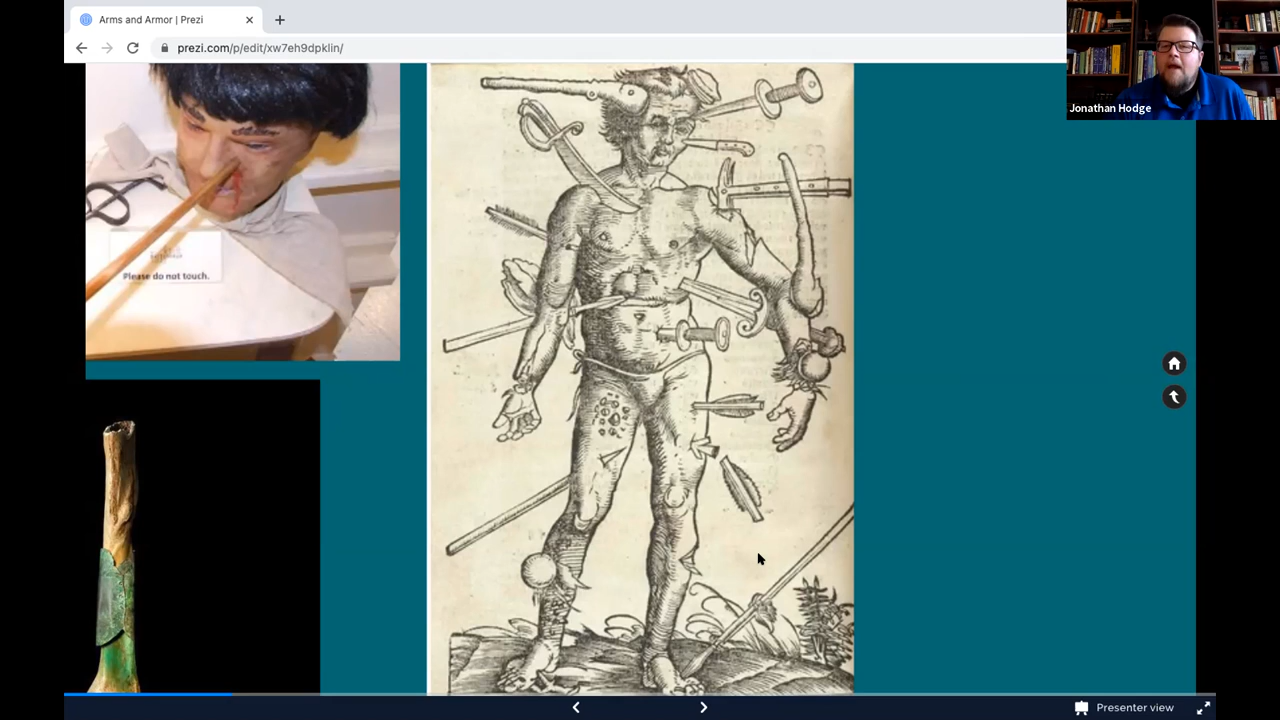 Arms and Armor | Prezi
prezi.com/p/edit/xw7eh9dpklin/
Jonathan Hodge
Please do not touch.
Presenter view